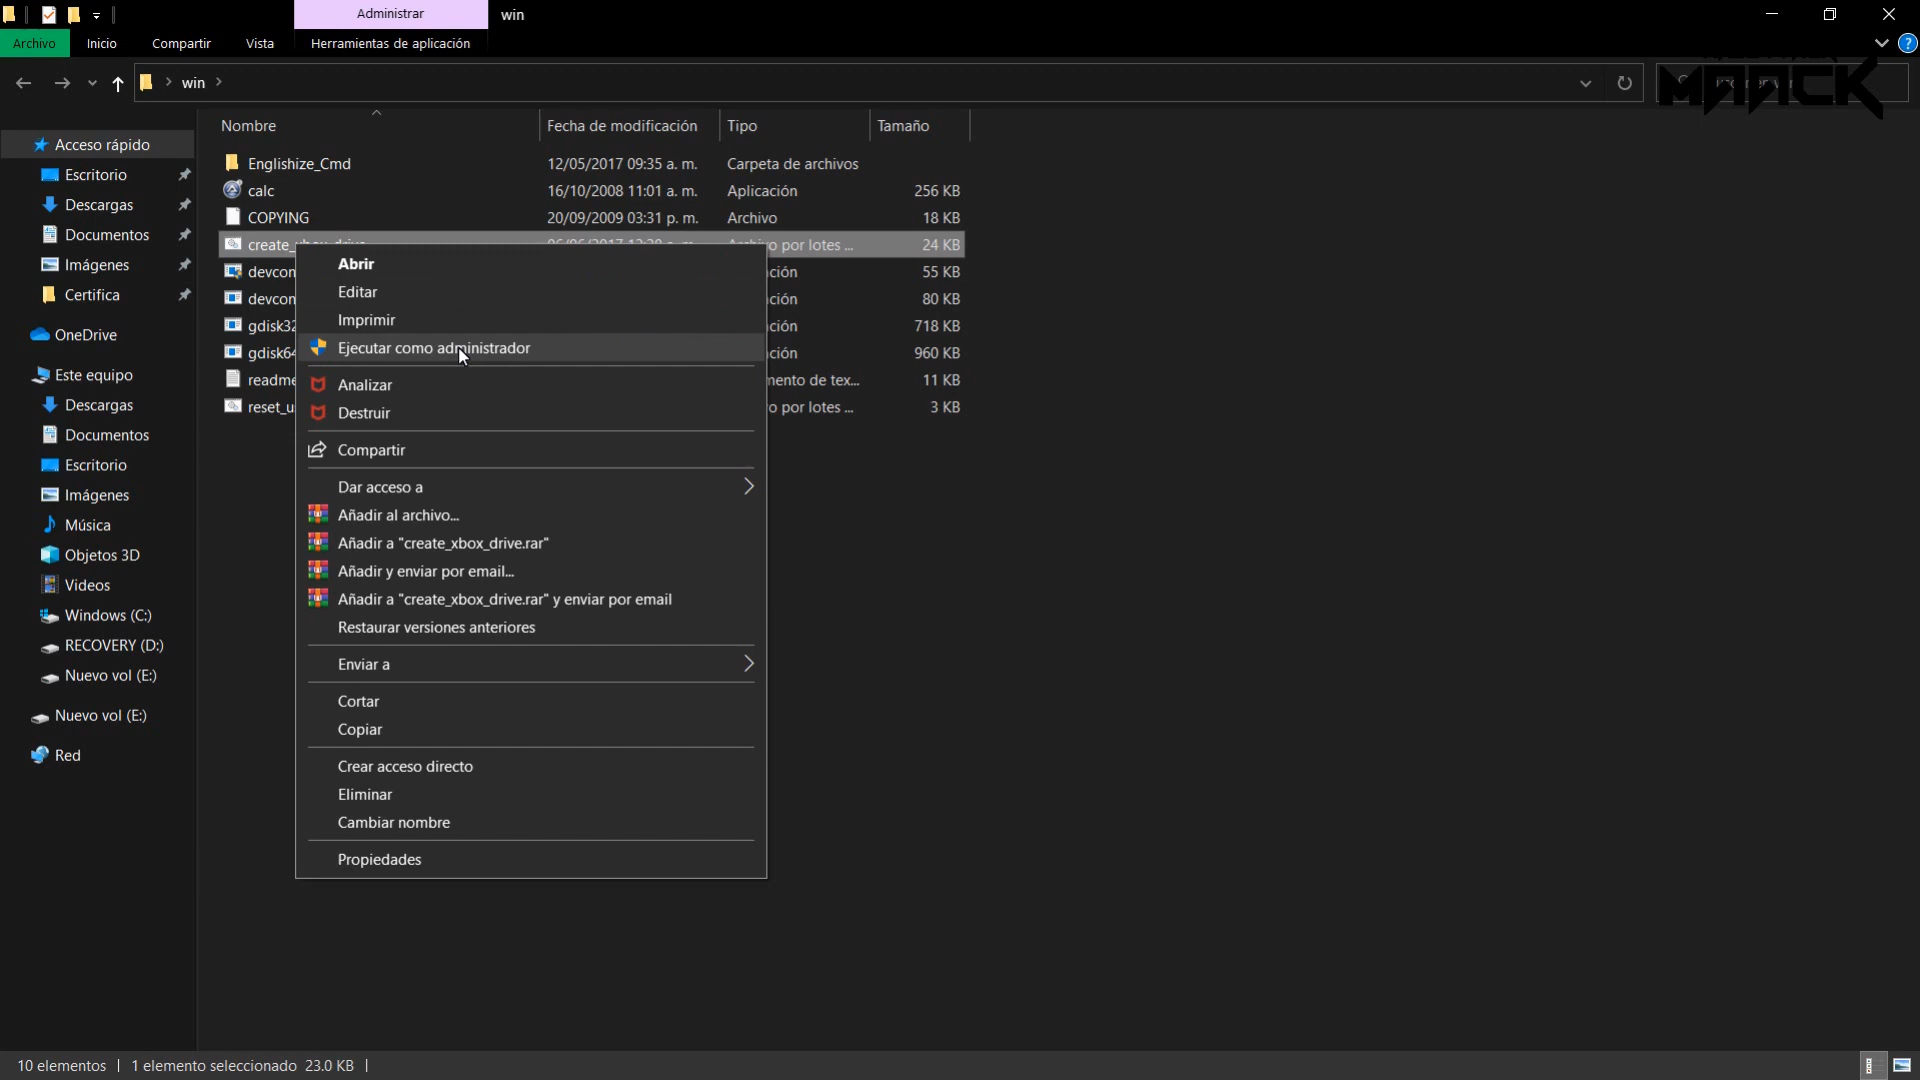 Administrar
win
Archivo
Inicio
Compartir
Vista
Herramientas de aplicación
win
MAACK
Nombre
Fecha de modificación
Tipo
Tamaño
Acceso rápido
Escritorio
Descargas
Documentos
Imágenes
Certifica
OneDrive
Este equipo
Descargas
Documentos
Escritorio
Imágenes
Música
Objetos 3D
Videos
Windows (C:)
RECOVERY (D:)
Nuevo vol (E:)
Nuevo vol (E:)
Red
Englishize_Cmd 12/05/2017 09:35 a. m. Carpeta de archivos
calc 16/10/2008 11:01 a. m. Aplicación 256 KB
COPYING 20/09/2009 03:31 p. m. Archivo 18 KB
create_xbox_drive por lotes ... 24 KB
devcon ción 55 KB
devcon ción 80 KB
gdisk32 ción 718 KB
gdisk64 ción 960 KB
readme mento de tex... 11 KB
reset_u o por lotes ... 3 KB
Abrir
Editar
Imprimir
Ejecutar como administrador
Analizar
Destruir
Compartir
Dar acceso a
Añadir al archivo...
Añadir a "create_xbox_drive.rar"
Añadir y enviar por email...
Añadir a "create_xbox_drive.rar" y enviar por email
Restaurar versiones anteriores
Enviar a
Cortar
Copiar
Crear acceso directo
Eliminar
Cambiar nombre
Propiedades
10 elementos
1 elemento seleccionado 23.0 KB